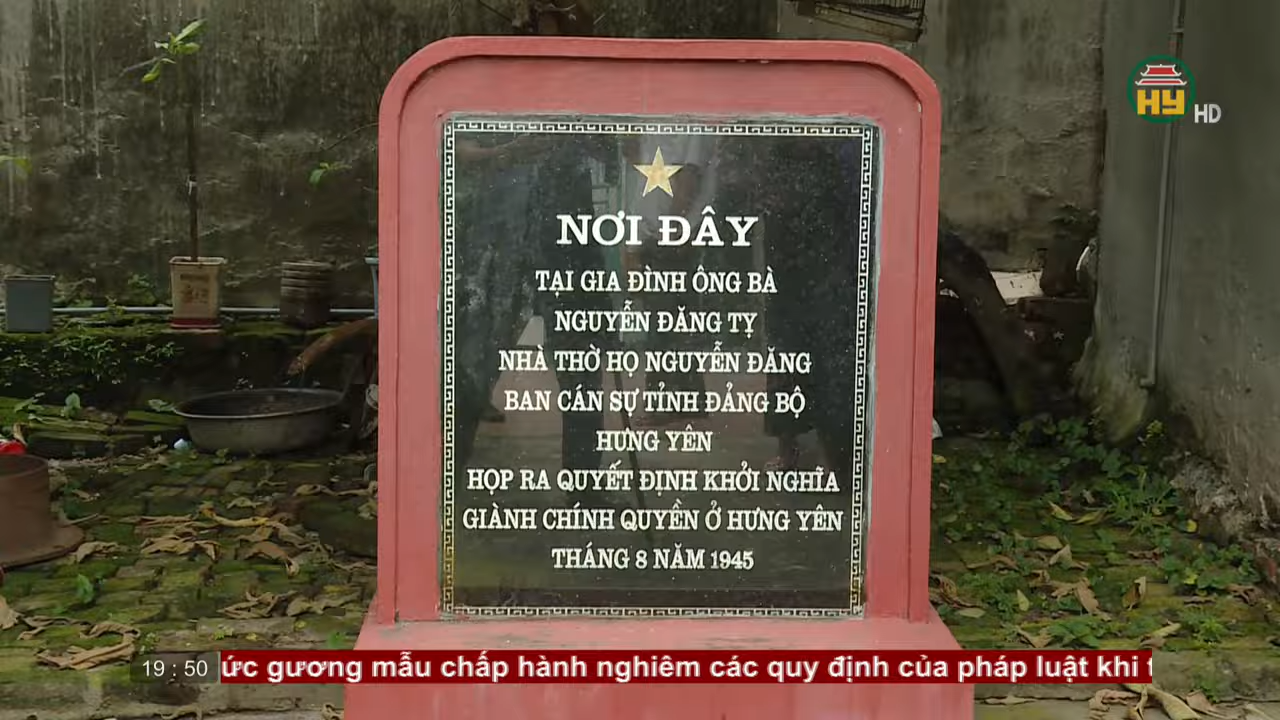 HY HD
NƠI ĐÂY
TẠI GIA ĐÌNH ÔNG BÀ
NGUYỄN ĐĂNG TỴ
NHÀ THỜ HỌ NGUYỄN ĐĂNG
BAN CÁN SỰ TỈNH ĐẢNG BỘ
HƯNG YÊN
HỌP RA QUYẾT ĐỊNH KHỞI NGHĨA
GIÀNH CHÍNH QUYỀN Ở HƯNG YÊN
THÁNG 8 NĂM 1945
19 : 50 ức gương mẫu chấp hành nghiêm các quy định của pháp luật khi